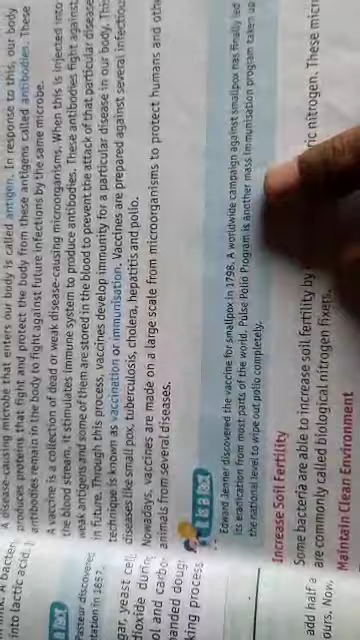 A disease-causing microbe that enters our body is called antigen. In response to this, our body
produces proteins that fight and protect the body from these antigens called antibodies. These
antibodies remain in the body to fight against future infections by the same microbe.
A vaccine is a collection of dead or weak disease-causing microorganisms. When this is injected into
the blood stream, it stimulates immune system to produce antibodies. These antibodies fight against
weak antigens and some of them are stored in the blood to prevent the attack of that particular disease
in future. Through this process, vaccines develop immunity for a particular disease in our body. This
technique is known as vaccination or immunisation. Vaccines are prepared against several infectious
diseases like small pox, tuberculosis, cholera, hepatitis and polio.
Nowadays, vaccines are made on a large scale from microorganisms to protect humans and othe
animals from several diseases.
It is a fact
Edward Jenner discovered the vaccine for smallpox in 1798. A worldwide campaign against smallpox has finally led
its eradication from most parts of the world. Pulse Polio Program is another mass immunisation program taken up
the national level to wipe out polio completely.
Increase Soil Fertility
Some bacteria are able to increase soil fertility by ric nitrogen. These micr
are commonly called biological nitrogen fixers.
Maintain Clean Environment
A bacter
into lactic acid.
fact
Pasteur discovered
tation in 1857.
gar, yeast cell
dioxide durin
ol and carbo
anded doug
king process
add half a
ours. Now,